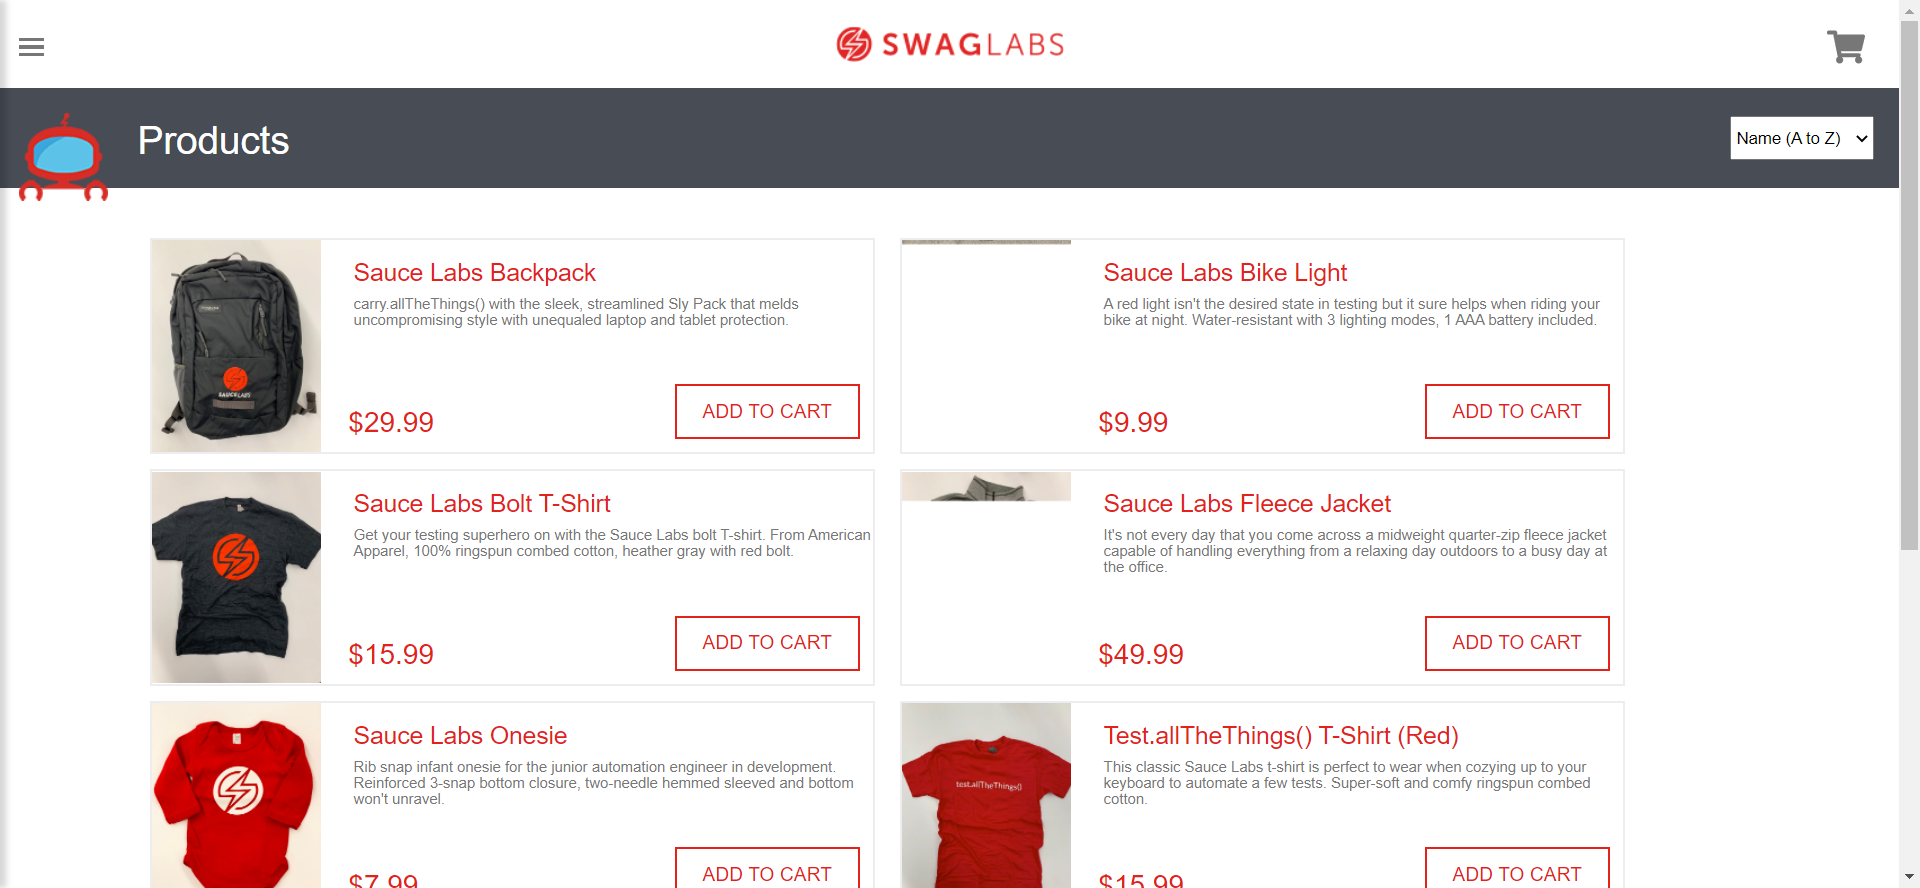 SWAGLABS
Products
Name (A to Z)
Sauce Labs Backpack
carry.allTheThings() with the sleek, streamlined Sly Pack that melds
uncompromising style with unequaled laptop and tablet protection.
$29.99
ADD TO CART
SAUCELABS
Sauce Labs Bike Light
A red light isn't the desired state in testing but it sure helps when riding your
bike at night. Water-resistant with 3 lighting modes, 1 AAA battery included.
$9.99
ADD TO CART
Sauce Labs Bolt T-Shirt
Get your testing superhero on with the Sauce Labs bolt T-shirt. From American
Apparel, 100% ringspun combed cotton, heather gray with red bolt.
$15.99
ADD TO CART
Sauce Labs Fleece Jacket
It's not every day that you come across a midweight quarter-zip fleece jacket
capable of handling everything from a relaxing day outdoors to a busy day at
the office.
$49.99
ADD TO CART
Sauce Labs Onesie
Rib snap infant onesie for the junior automation engineer in development.
Reinforced 3-snap bottom closure, two-needle hemmed sleeved and bottom
won't unravel.
$7.99
ADD TO CART
test.allTheThings()
Test.allTheThings() T-Shirt (Red)
This classic Sauce Labs t-shirt is perfect to wear when cozying up to your
keyboard to automate a few tests. Super-soft and comfy ringspun combed
cotton.
$15.99
ADD TO CART